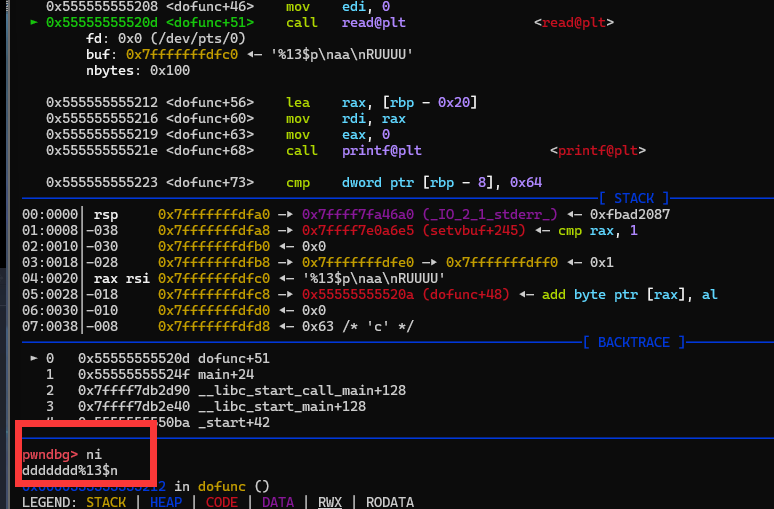 0x555555555208 <dofunc+46> mov edi, 0
► 0x55555555520d <dofunc+51> call read@plt <read@plt>
fd: 0x0 (/dev/pts/0)
buf: 0x7fffffffdfc0 ◂— '%13$p\naa\nRUUUU'
nbytes: 0x100
0x555555555212 <dofunc+56> lea rax, [rbp - 0x20]
0x555555555216 <dofunc+60> mov rdi, rax
0x555555555219 <dofunc+63> mov eax, 0
0x55555555521e <dofunc+68> call printf@plt <printf@plt>
0x555555555223 <dofunc+73> cmp dword ptr [rbp - 8], 0x64
[ STACK ]
00:0000│ rsp 0x7fffffffdfa0 —▸ 0x7ffff7fa46a0 (_IO_2_1_stderr_) ◂— 0xfbad2087
01:0008│-038 0x7fffffffdfa8 —▸ 0x7ffff7e0a6e5 (setvbuf+245) ◂— cmp rax, 1
02:0010│-030 0x7fffffffdfb0 ◂— 0x0
03:0018│-028 0x7fffffffdfb8 —▸ 0x7fffffffdfe0 —▸ 0x7fffffffdff0 ◂— 0x1
04:0020│ rax rsi 0x7fffffffdfc0 ◂— '%13$p\naa\nRUUUU'
05:0028│-018 0x7fffffffdfc8 —▸ 0x55555555520a (dofunc+48) ◂— add byte ptr [rax], al
06:0030│-010 0x7fffffffdfd0 ◂— 0x0
07:0038│-008 0x7fffffffdfd8 ◂— 0x63 /* 'c' */
[ BACKTRACE ]
► 0 0x55555555520d dofunc+51
1 0x55555555524f main+24
2 0x7ffff7db2d90 __libc_start_call_main+128
3 0x7ffff7db2e40 __libc_start_main+128
_start+42
pwndbg> ni
ddddddd%13$n
in dofunc ()
LEGEND: STACK | HEAP | CODE | DATA | RWX | RODATA